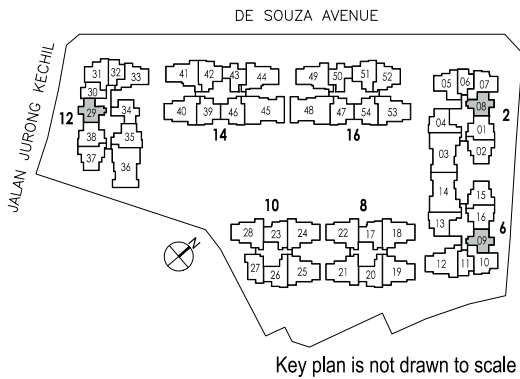 DE SOUZA AVENUE
JALAN JURONG KECHIL
31 32 33 41 42 43 44 49 50 51 52 05 06 07
30 08
12 29 34 40 39 46 45 48 47 54 53 04 01 2
38 35 14 16
37 36 03 02
14 15
10 8 13 16
28 23 24 22 17 18 09 6
27 26 25 21 20 19 12 11 10
N
Key plan is not drawn to scale